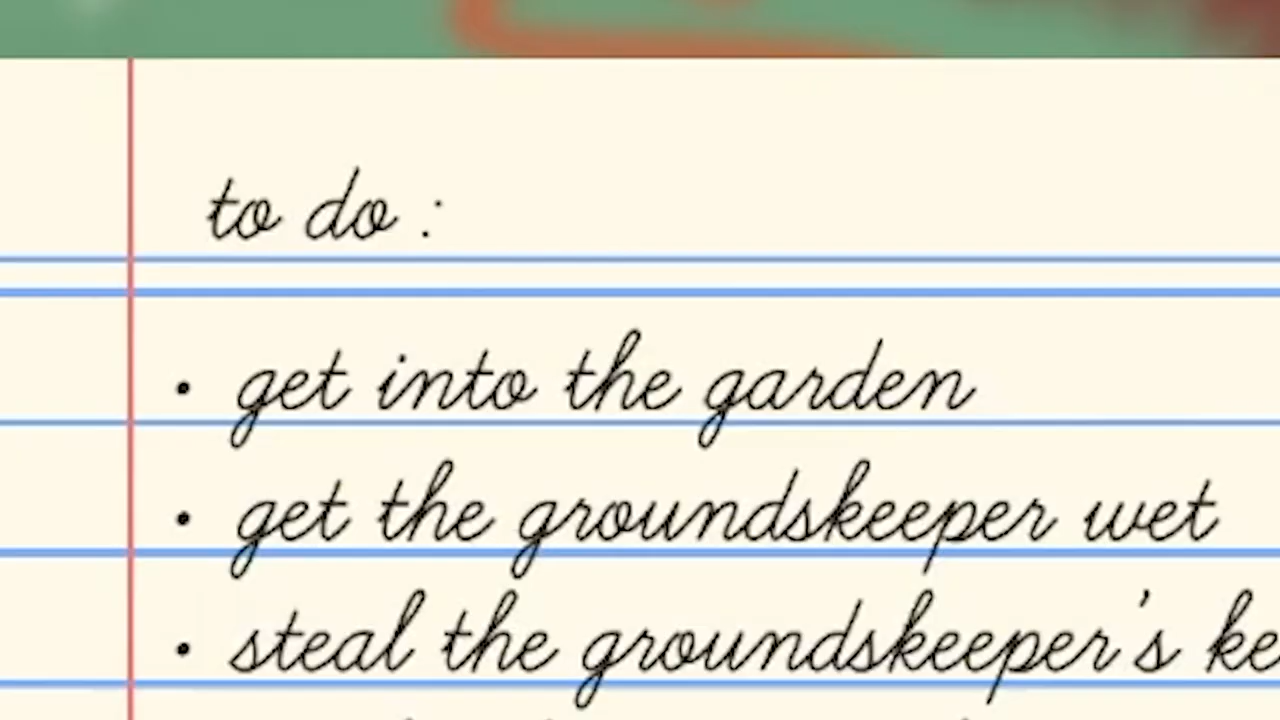 to do :
• get into the garden
• get the groundskeeper wet
• steal the groundskeeper's ke